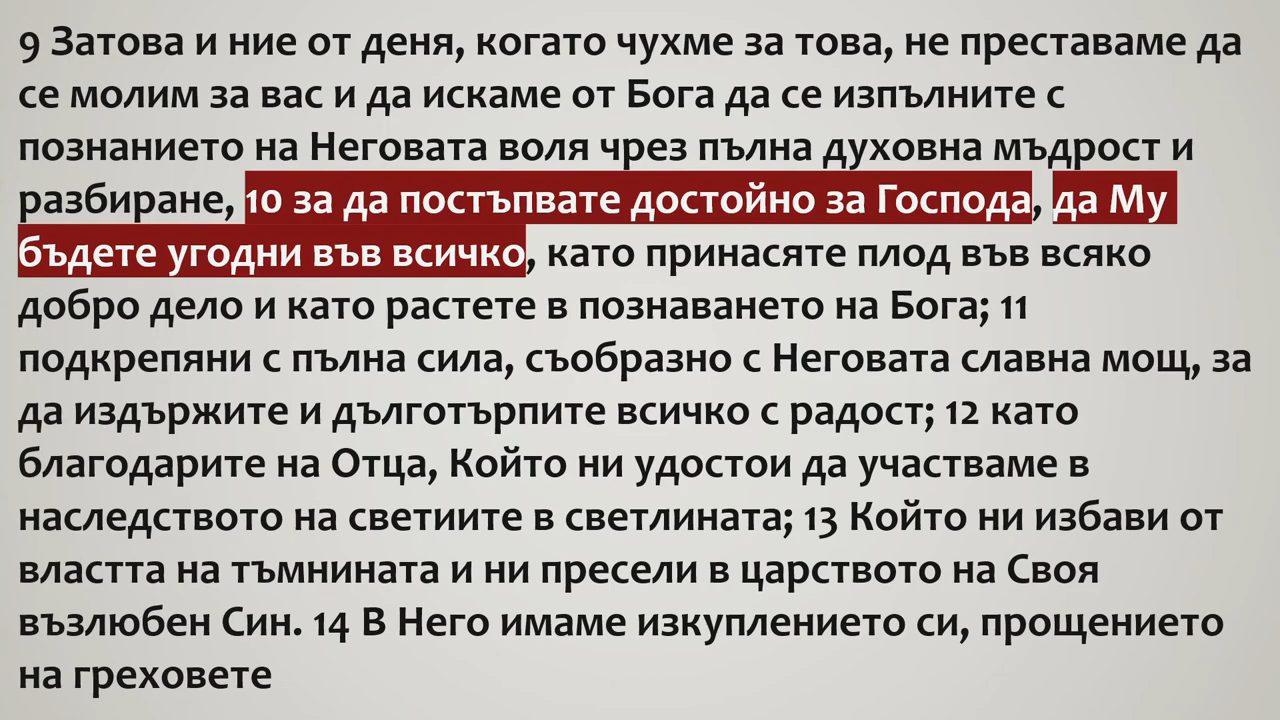 9 Затова и ние от деня, когато чухме за това, не преставаме да
се молим за вас и да искаме от Бога да се изпълните с
познанието на Неговата воля чрез пълна духовна мъдрост и
разбиране, 10 за да постъпвате достойно за Господа, да Му
бъдете угодни във всичко, като принасяте плод във всяко
добро дело и като растете в познаването на Бога; 11
подкрепяни с пълна сила, съобразно с Неговата славна мощ, за
да издържите и дълготърпите всичко с радост; 12 като
благодарите на Отца, Който ни удостои да участваме в
наследството на светиите в светлината; 13 Който ни избави от
властта на тъмнината и ни пресели в царството на Своя
възлюбен Син. 14 В Него имаме изкуплението си, прощението
на греховете